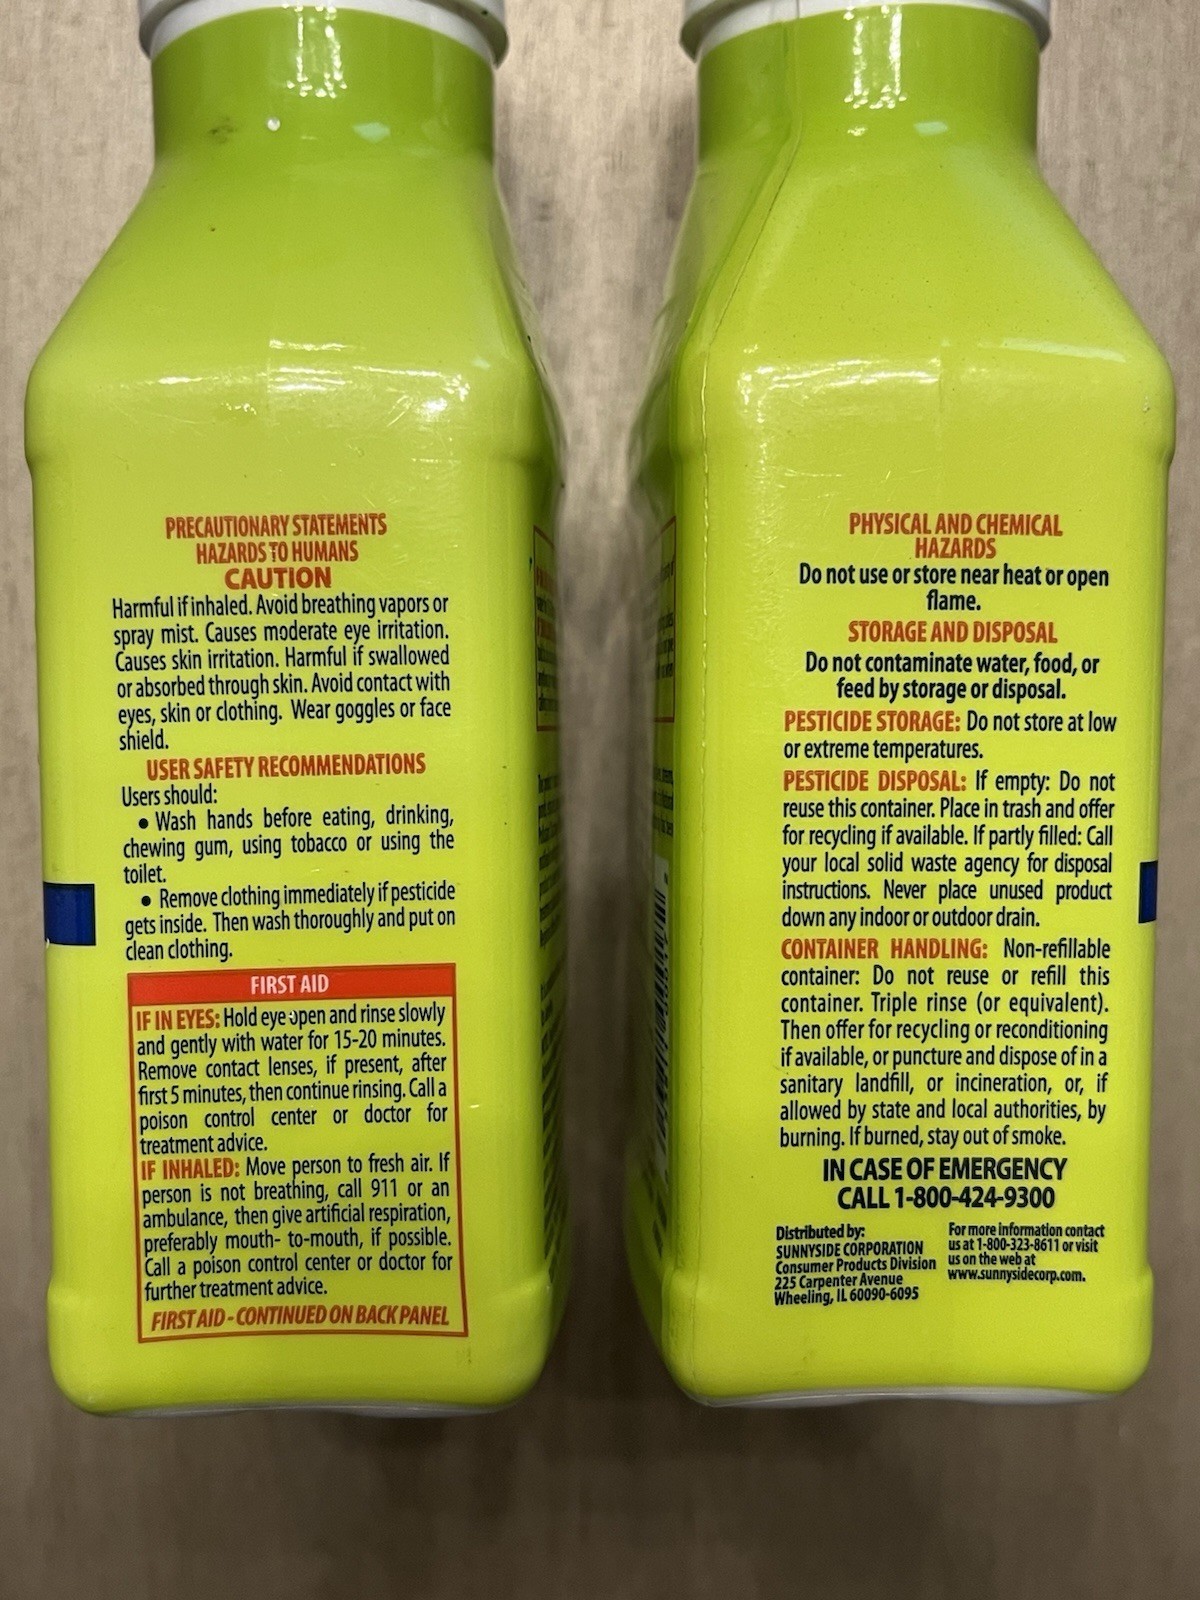 PRECAUTIONARY STATEMENTS
HAZARDS TO HUMANS
CAUTION
Harmful if inhaled. Avoid breathing vapors or
spray mist. Causes moderate eye irritation.
Causes skin irritation. Harmful if swallowed
or absorbed through skin. Avoid contact with
eyes, skin or clothing. Wear goggles or face
shield.
USER SAFETY RECOMMENDATIONS
Users should:
• Wash hands before eating, drinking,
chewing gum, using tobacco or using the
toilet.
• Remove clothing immediately if pesticide
gets inside. Then wash thoroughly and put on
clean clothing.
FIRST AID
IF IN EYES: Hold eye open and rinse slowly
and gently with water for 15-20 minutes.
Remove contact lenses, if present, after
first 5 minutes, then continue rinsing. Call a
poison control center or doctor for
treatment advice.
IF INHALED: Move person to fresh air. If
person is not breathing, call 911 or an
ambulance, then give artificial respiration,
preferably mouth- to-mouth, if possible.
Call a poison control center or doctor for
further treatment advice.
FIRST AID - CONTINUED ON BACK PANEL
PHYSICAL AND CHEMICAL
HAZARDS
Do not use or store near heat or open
flame.
STORAGE AND DISPOSAL
Do not contaminate water, food, or
feed by storage or disposal.
PESTICIDE STORAGE: Do not store at low
or extreme temperatures.
PESTICIDE DISPOSAL: If empty: Do not
reuse this container. Place in trash and offer
for recycling if available. If partly filled: Call
your local solid waste agency for disposal
instructions. Never place unused product
down any indoor or outdoor drain.
CONTAINER HANDLING: Non-refillable
container: Do not reuse or refill this
container. Triple rinse (or equivalent).
Then offer for recycling or reconditioning
if available, or puncture and dispose of in a
sanitary landfill, or incineration, or, if
allowed by state and local authorities, by
burning. If burned, stay out of smoke.
IN CASE OF EMERGENCY
CALL 1-800-424-9300
Distributed by:
SUNNYSIDE CORPORATION
Consumer Products Division
225 Carpenter Avenue
Wheeling, IL 60090-6095
For more information contact
us at 1-800-323-8611 or visit
us on the web at
www.sunnysidecorp.com.